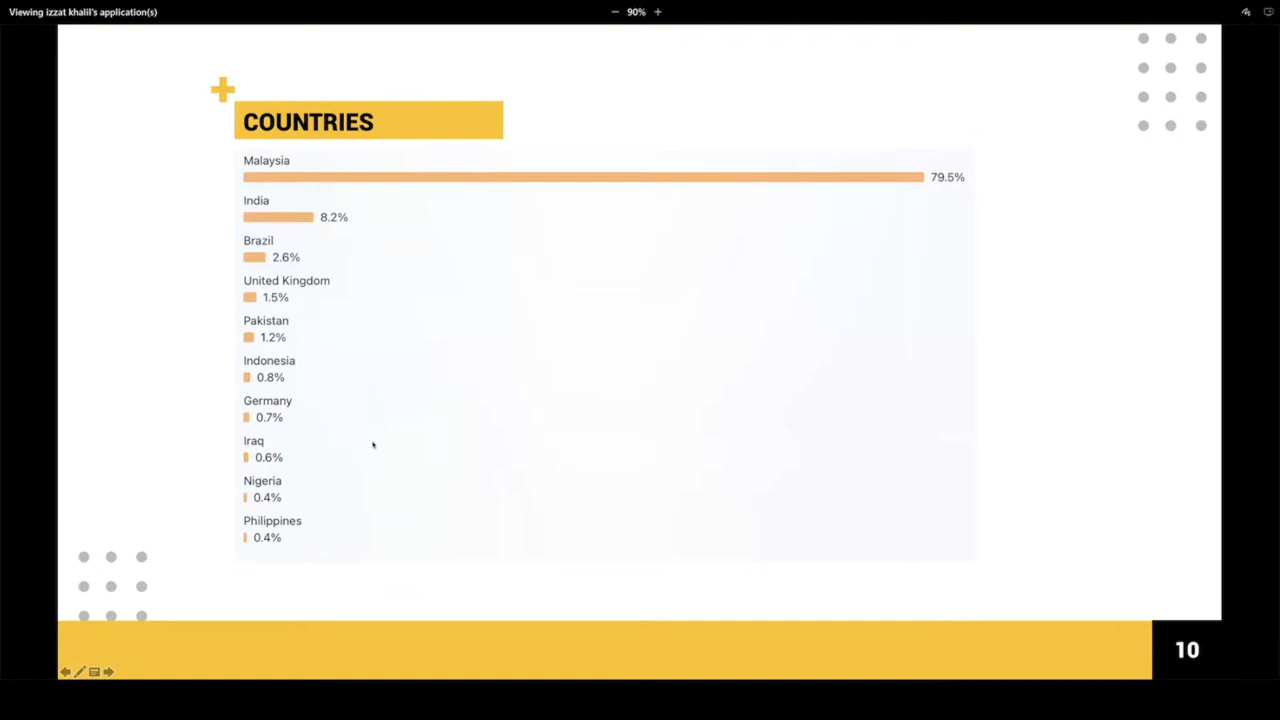 Viewing izzat khalil's application(s)
− 90% +
COUNTRIES
Malaysia
79.5%
India
8.2%
Brazil
2.6%
United Kingdom
1.5%
Pakistan
1.2%
Indonesia
0.8%
Germany
0.7%
Iraq
0.6%
Nigeria
0.4%
Philippines
0.4%
10